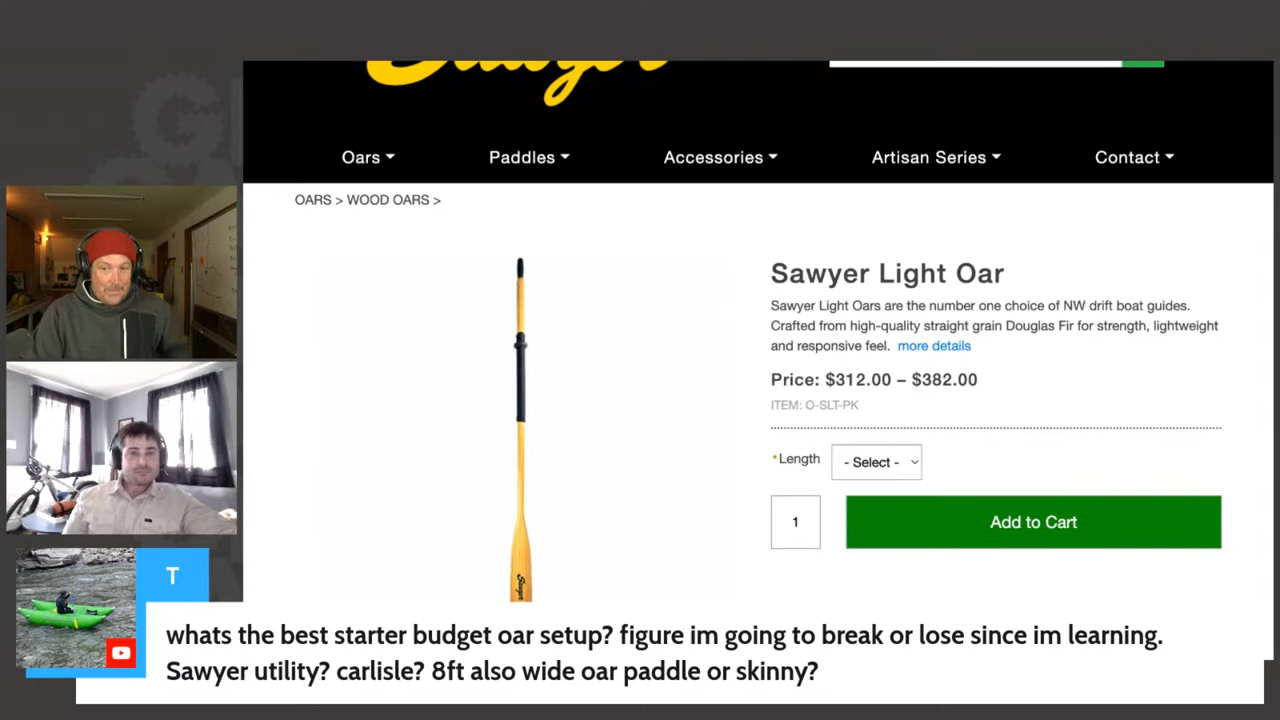 Sawyer
Oars
Paddles
Accessories
Artisan Series
Contact
OARS > WOOD OARS >
Sawyer Light Oar
Sawyer Light Oars are the number one choice of NW drift boat guides.
Crafted from high-quality straight grain Douglas Fir for strength, lightweight
and responsive feel. more details
Price: $312.00 – $382.00
ITEM: O-SLT-PK
*Length
- Select -
1
Add to Cart
Sawyer
T
whats the best starter budget oar setup? figure im going to break or lose since im learning.
Sawyer utility? carlisle? 8ft also wide oar paddle or skinny?